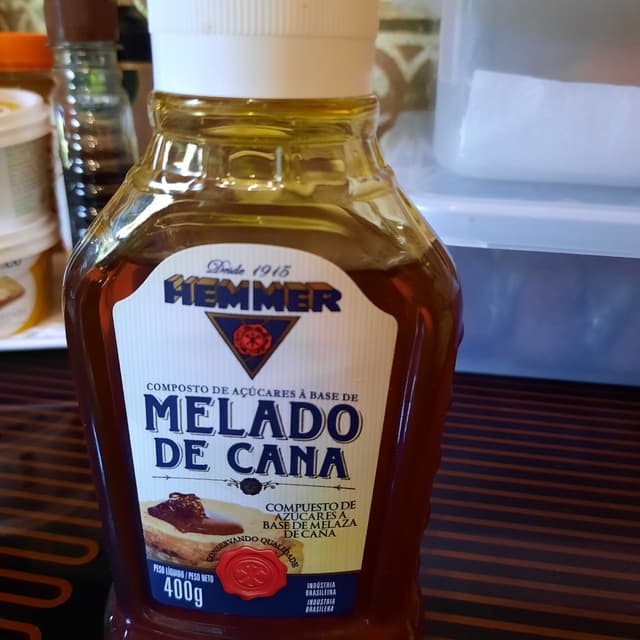 Desde 1915
HEMMER
COMPOSTO DE AÇÚCARES À BASE DE
MELADO
DE CANA
COMPUESTO DE
AZÚCARES A
BASE DE MELAZA
DE CAÑA
CONSERVANDO QUALIDADE
PESO LÍQUIDO / PESO NETO
400g
INDÚSTRIA
BRASILEIRA
INDUSTRIA
BRASILERA